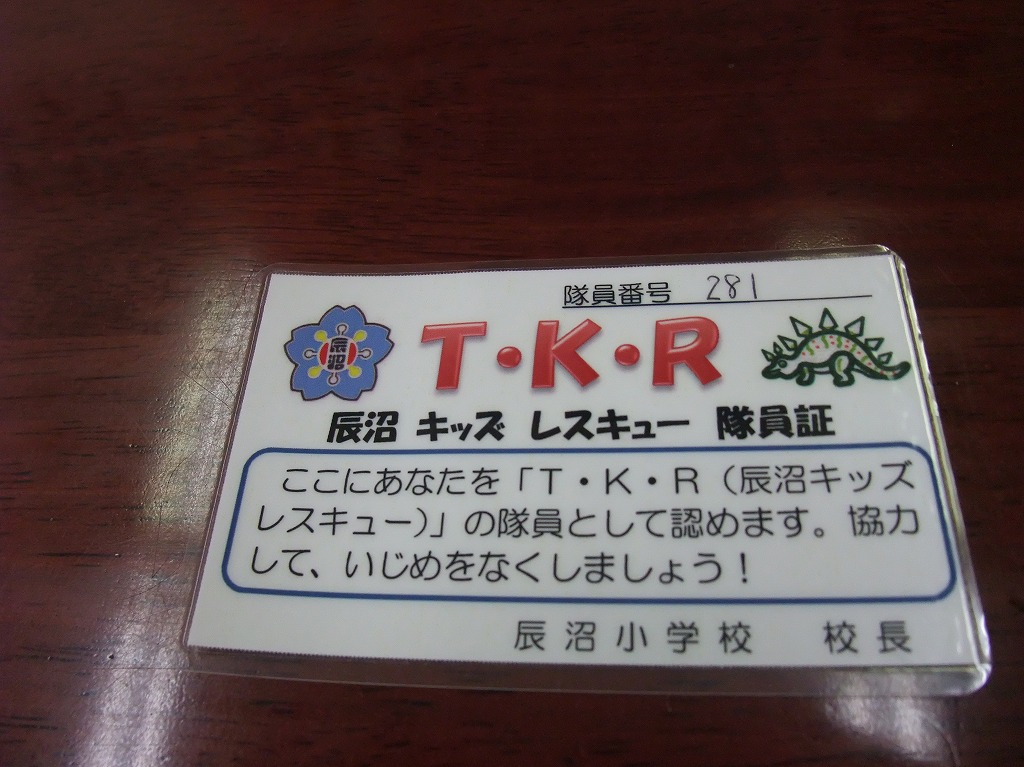 隊員番号 281
辰沼
T・K・R
辰沼 キッズ レスキュー 隊員証
ここにあなたを「T・K・R（辰沼キッズ
レスキュー）」の隊員として認めます。協力
して、いじめをなくしましょう！
辰沼小学校 校長